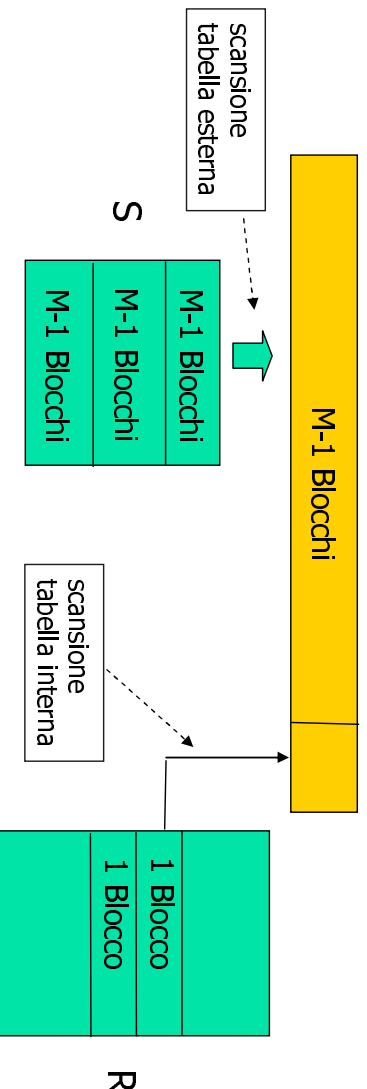 M-1 Blocchi
scansione
tabella esterna
S
M-1 Blocchi
M-1 Blocchi
M-1 Blocchi
scansione
tabella interna
1 Blocco
1 Blocco
R